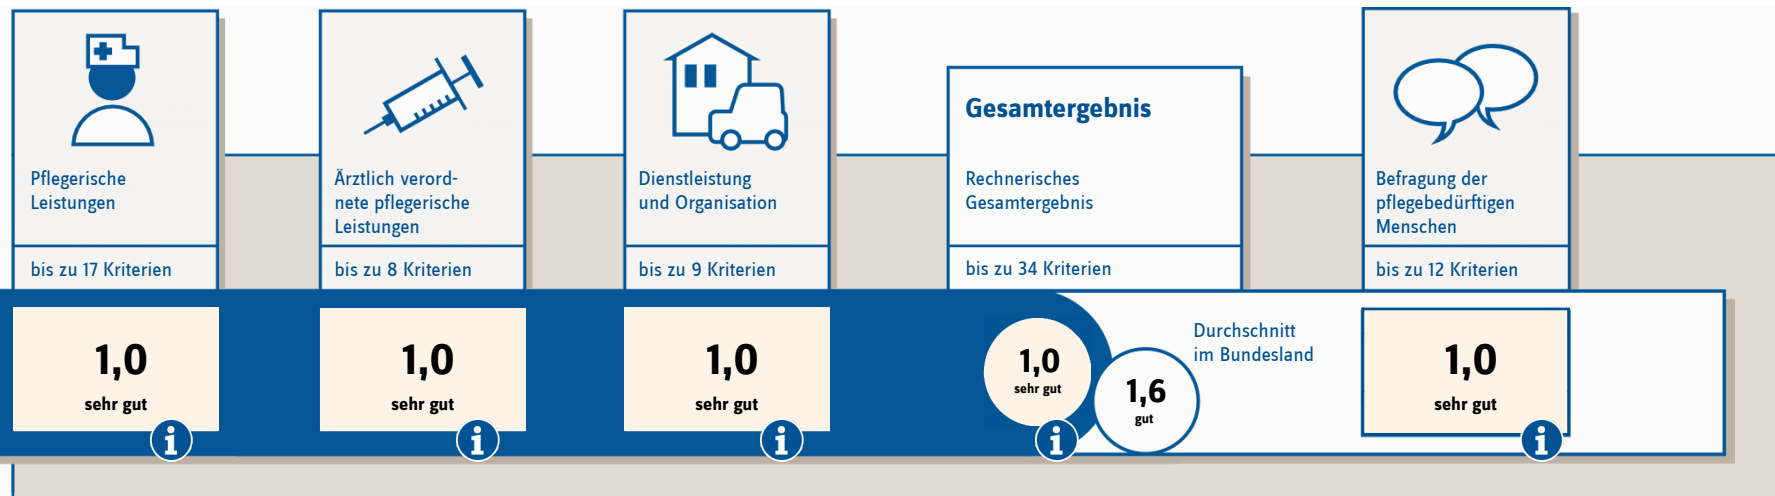 Pflegerische
Leistungen
bis zu 17 Kriterien
1,0
sehr gut
i
Ärztlich verord-
nete pflegerische
Leistungen
bis zu 8 Kriterien
1,0
sehr gut
i
Dienstleistung
und Organisation
bis zu 9 Kriterien
1,0
sehr gut
i
Gesamtergebnis
Rechnerisches
Gesamtergebnis
bis zu 34 Kriterien
1,0
sehr gut
i
1,6
gut
Durchschnitt
im Bundesland
Befragung der
pflegebedürftigen
Menschen
bis zu 12 Kriterien
1,0
sehr gut
i